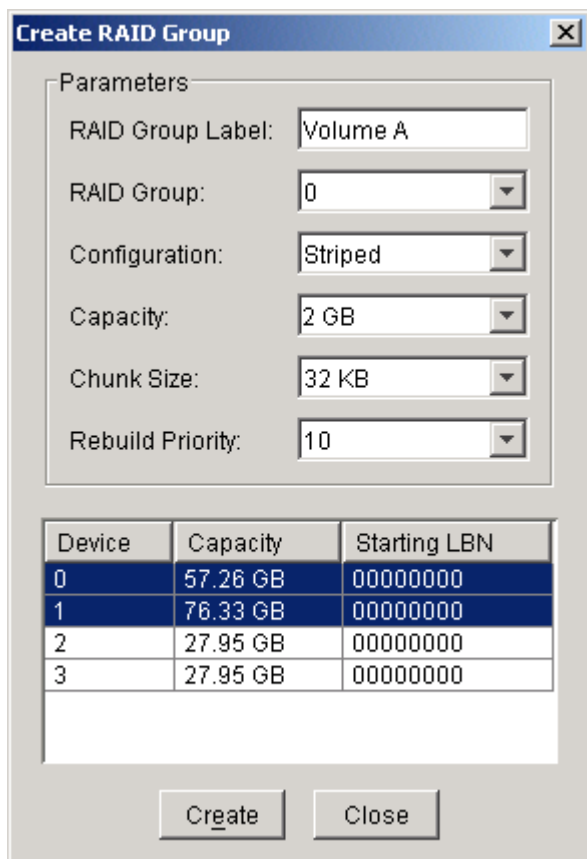 Create RAID Group
Parameters
RAID Group Label: Volume A
RAID Group: 0
Configuration: Striped
Capacity: 2 GB
Chunk Size: 32 KB
Rebuild Priority: 10
Device Capacity Starting LBN
0 57.26 GB 00000000
1 76.33 GB 00000000
2 27.95 GB 00000000
3 27.95 GB 00000000
Create Close